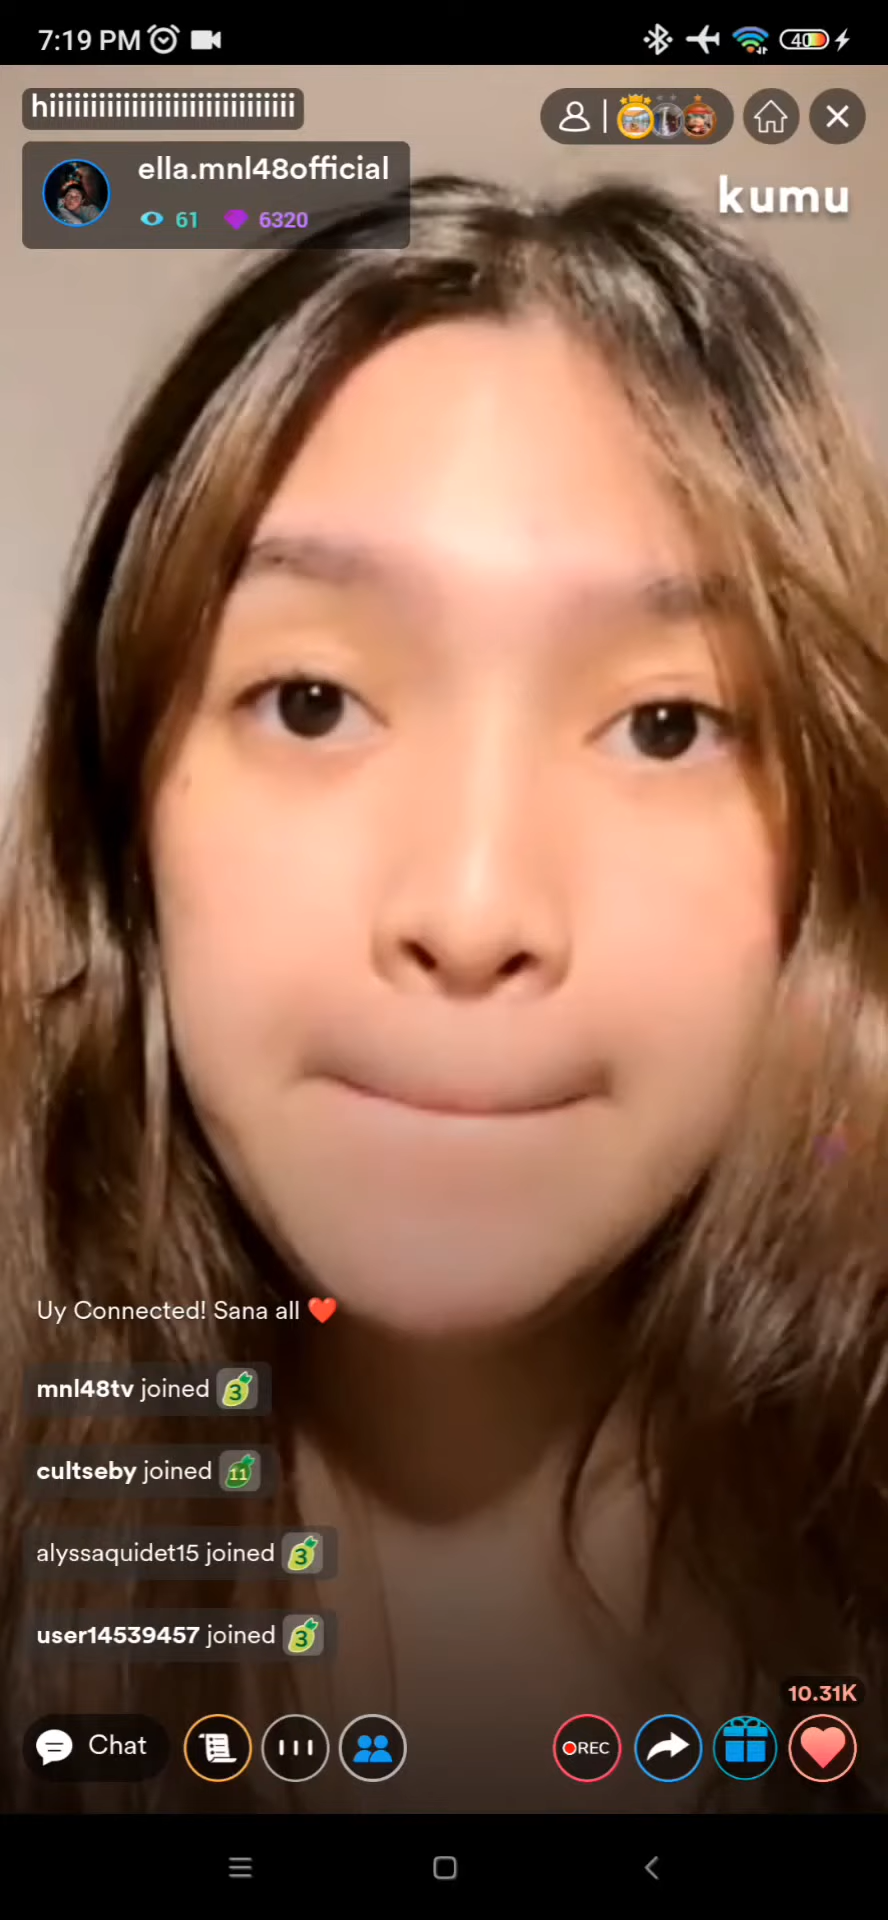 7:19 PM
40
hiiiiiiiiiiiiiiiiiiiiiiiiiiiiiii
ella.mnl48official
61 6320
kumu
Uy Connected! Sana all ❤️
mnl48tv joined 3
cultseby joined 11
alyssaquidet15 joined 3
user14539457 joined 3
10.31K
Chat
REC